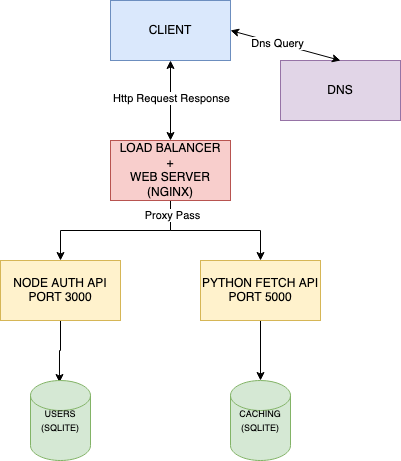 CLIENT
Dns Query
DNS
Http Request Response
LOAD BALANCER
+
WEB SERVER
(NGINX)
Proxy Pass
NODE AUTH API
PORT 3000
PYTHON FETCH API
PORT 5000
USERS
(SQLITE)
CACHING
(SQLITE)